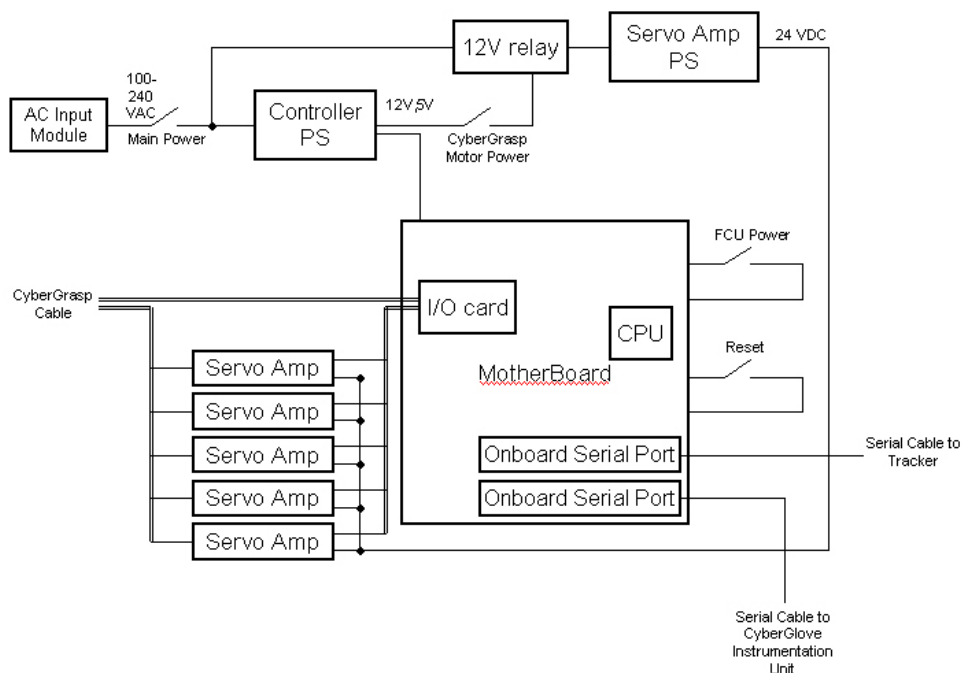 12V relay
Servo Amp
PS
24 VDC
100-
240
VAC
AC Input
Module
Main Power
Controller
PS
12V,5V
CyberGrasp
Motor Power
FCU Power
CyberGrasp
Cable
I/O card
CPU
Reset
MotherBoard
Servo Amp
Servo Amp
Servo Amp
Servo Amp
Servo Amp
Onboard Serial Port
Onboard Serial Port
Serial Cable to
Tracker
Serial Cable to
CyberGlove
Instrumentation
Unit